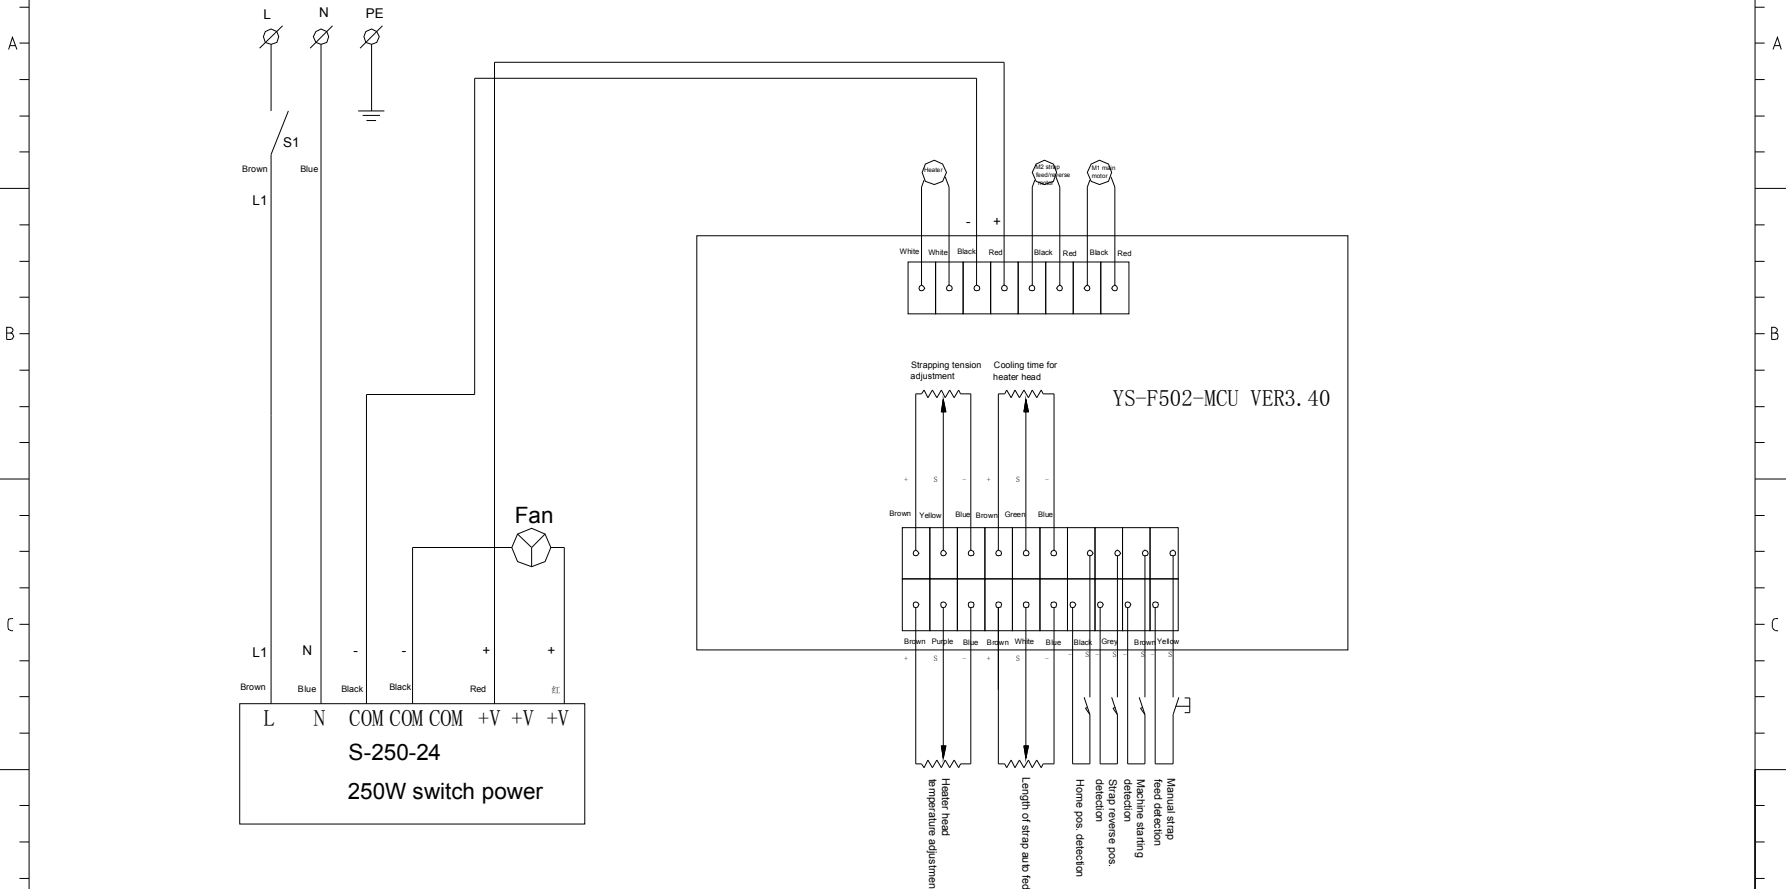 L N PE
A A
S1
Brown Blue
L1
Heater
M2 strap feed/reverse motor
M1 main motor
- +
White White Black Red Black Red Black Red
B B
Strapping tension adjustment
Cooling time for heater head
YS-F502-MCU VER3.40
+ S - + S -
Brown Yellow Blue Brown Green Blue
Fan
C C
Brown Purple Blue Brown White Blue Black Grey Brown Yellow
+ S - + S - - S - S - S - S
L1 N - - + +
Brown Blue Black Black Red 红
L N COM COM COM +V +V +V
S-250-24
250W switch power
Heater head
temperature adjustmen
Length of strap auto fed
Home pos. detection
Strap reverse pos.
detection
Machine starting
detection
Manual strap
feed detection